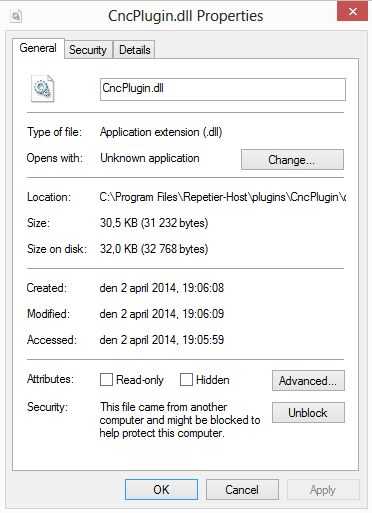 CncPlugin.dll Properties
General Security Details
CncPlugin.dll
Type of file: Application extension (.dll)
Opens with: Unknown application Change...
Location: C:\Program Files\Repetier-Host\plugins\CncPlugin\
Size: 30,5 KB (31 232 bytes)
Size on disk: 32,0 KB (32 768 bytes)
Created: den 2 april 2014, 19:06:08
Modified: den 2 april 2014, 19:06:09
Accessed: den 2 april 2014, 19:05:59
Attributes: Read-only Hidden Advanced...
Security: This file came from another
computer and might be blocked to
help protect this computer.
Unblock
OK Cancel Apply